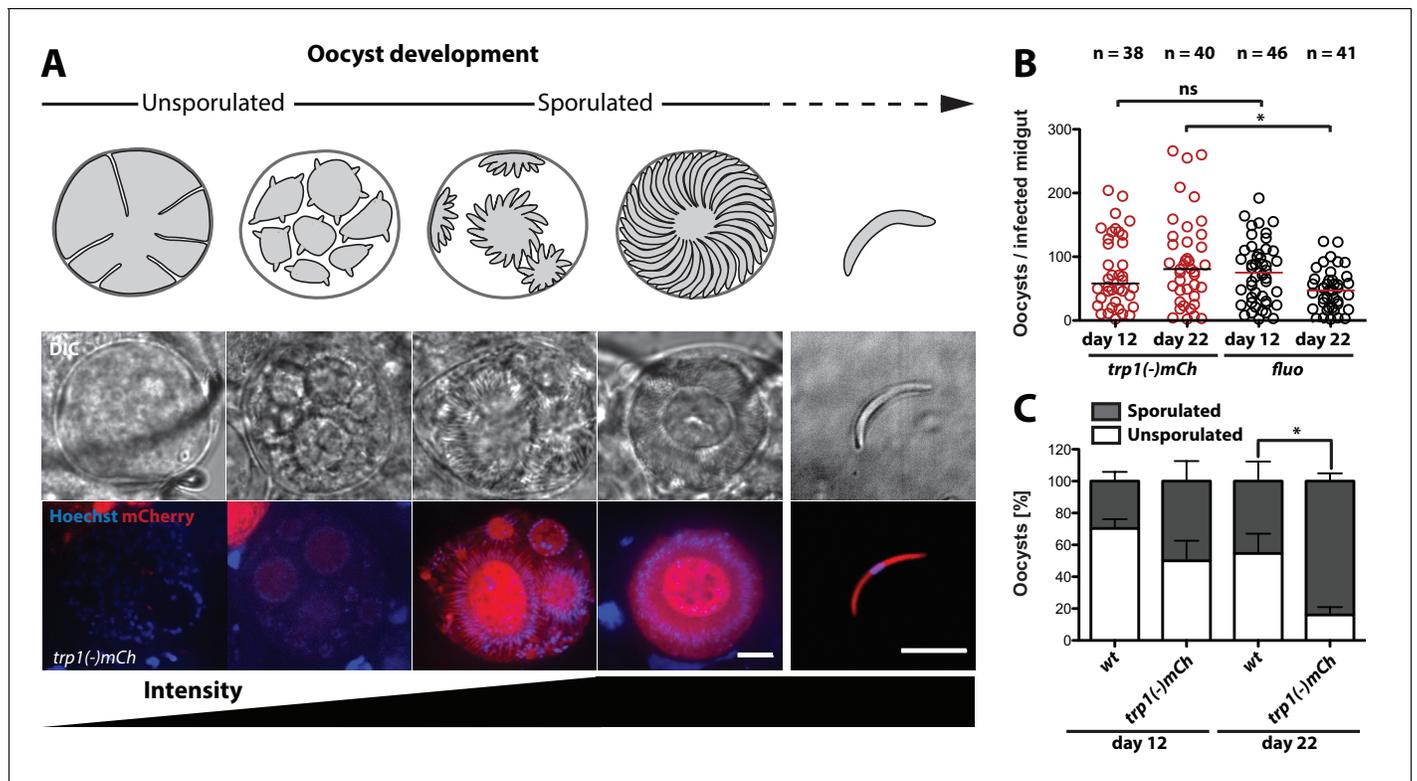 A
Oocyst development
Unsporulated
Sporulated
DIC
Hoechst mCherry
trp1(-)mCh
Intensity
B
n = 38 n = 40 n = 46 n = 41
ns
*
Oocysts / infected midgut
300
200
100
0
day 12 day 22 day 12 day 22
trp1(-)mCh fluo
C
Sporulated
Unsporulated
*
Oocysts [%]
120
100
80
60
40
20
0
wt trp1(-)mCh wt trp1(-)mCh
day 12 day 22